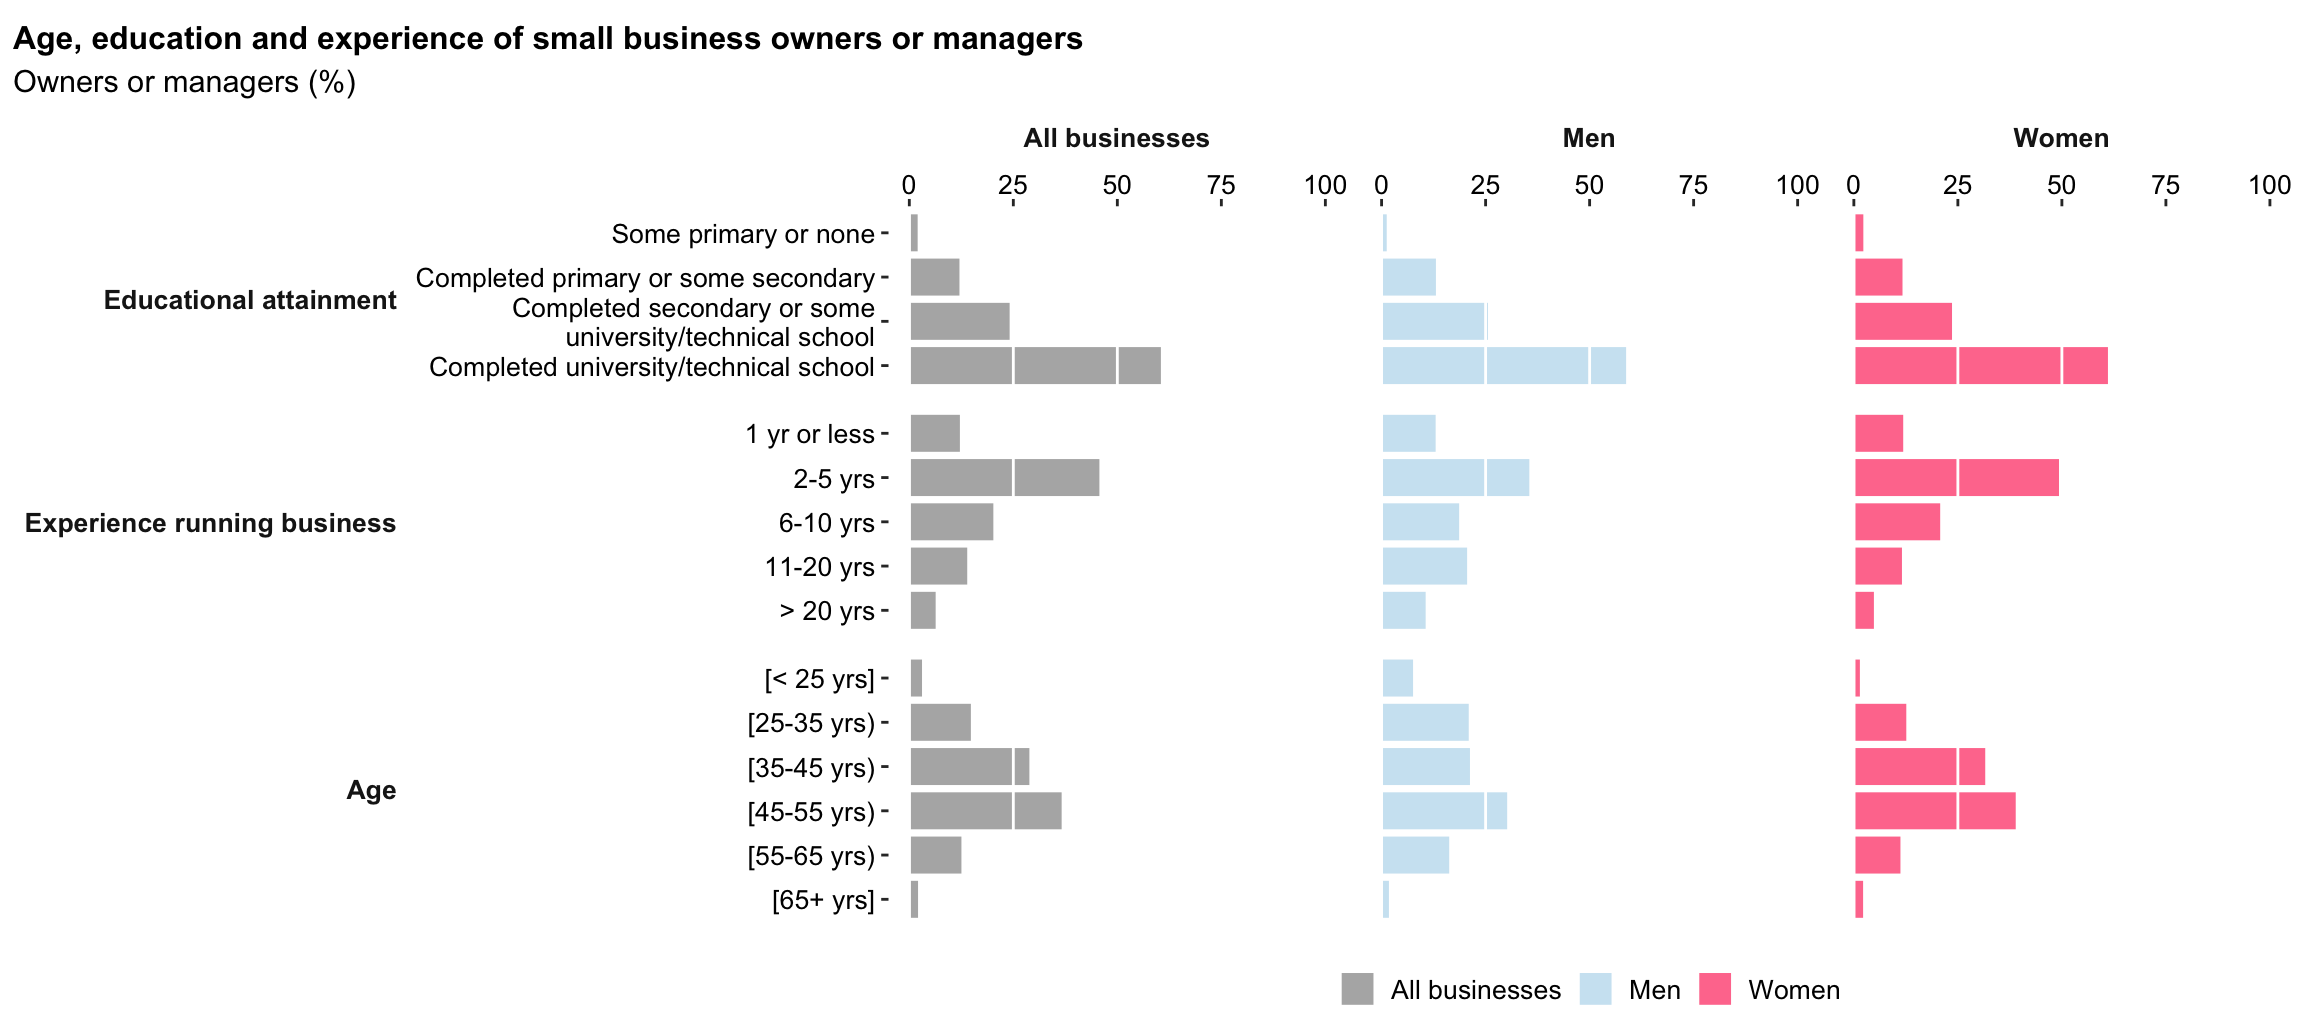 Age, education and experience of small business owners or managers
Owners or managers (%)
All businesses
Men
Women
0 25 50 75 100
0 25 50 75 100
0 25 50 75 100
Educational attainment
Some primary or none
Completed primary or some secondary
Completed secondary or some
university/technical school
Completed university/technical school
Experience running business
1 yr or less
2-5 yrs
6-10 yrs
11-20 yrs
> 20 yrs
Age
[< 25 yrs]
[25-35 yrs)
[35-45 yrs)
[45-55 yrs)
[55-65 yrs)
[65+ yrs]
All businesses
Men
Women